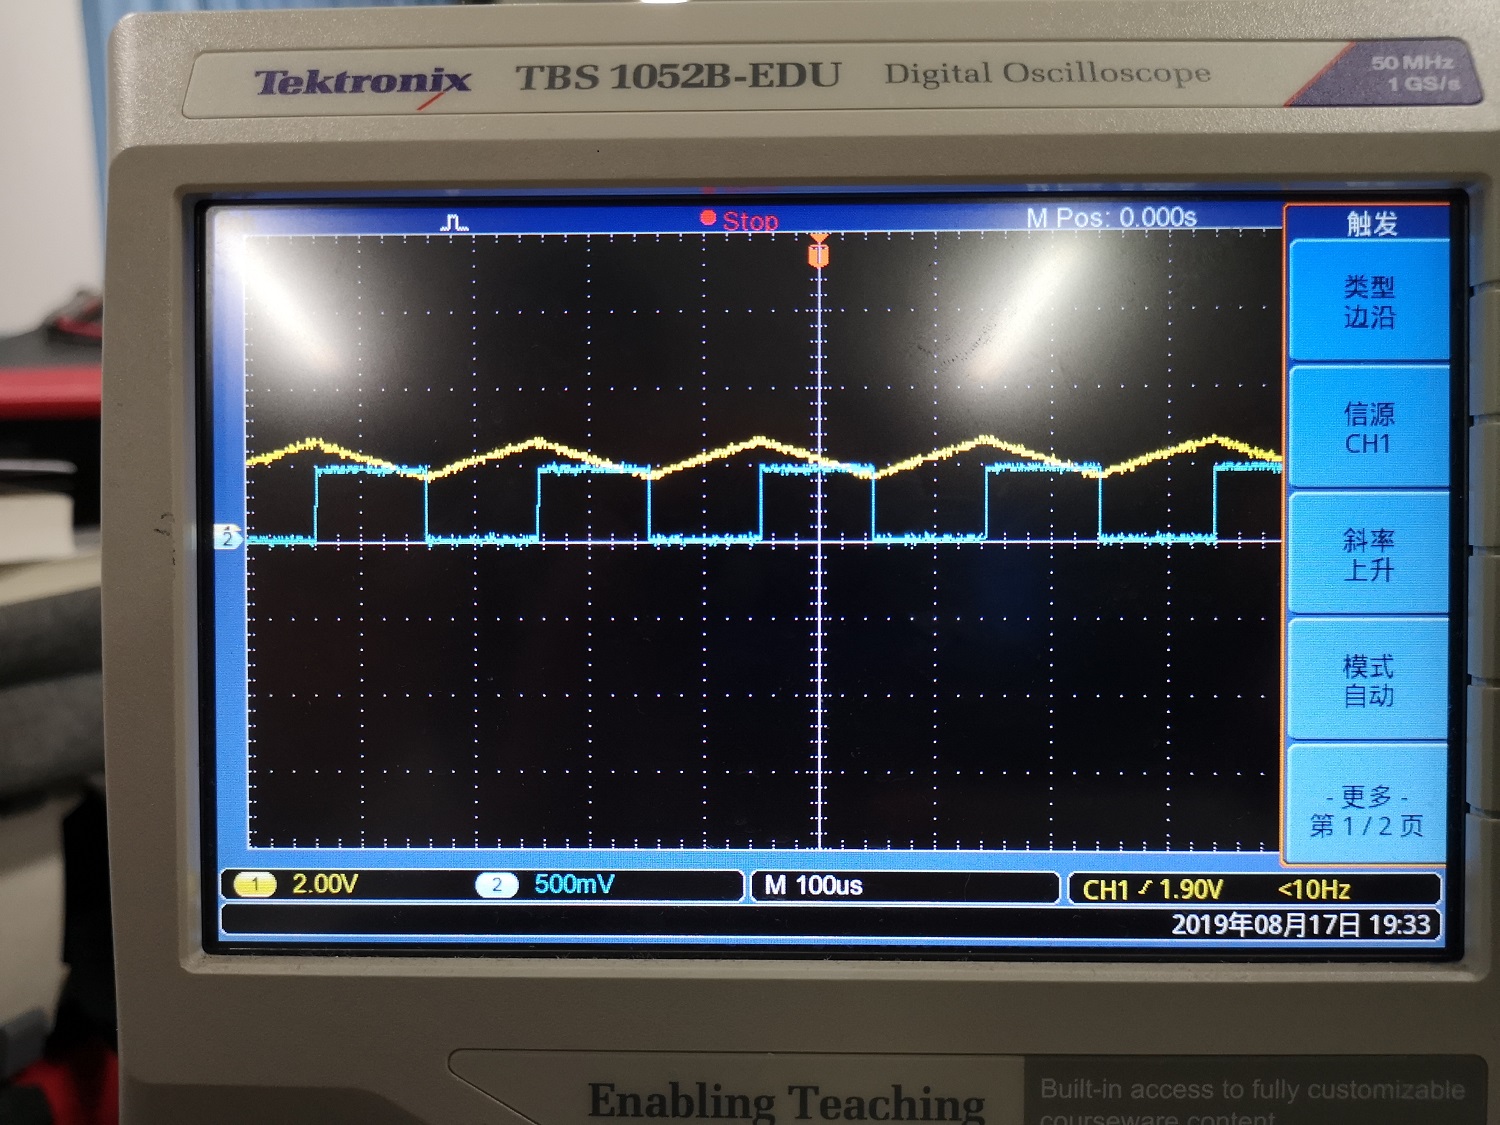 Tektronix TBS 1052B-EDU Digital Oscilloscope 50 MHz
1 GS/s
Stop M Pos: 0.000s
触发
类型
边沿
信源
CH1
斜率
上升
模式
自动
- 更多 -
第 1 / 2 页
2
1 2.00V 2 500mV M 100us CH1 1.90V <10Hz
2019年08月17日 19:33
Enabling Teaching
Built-in access to fully customizable
courseware content